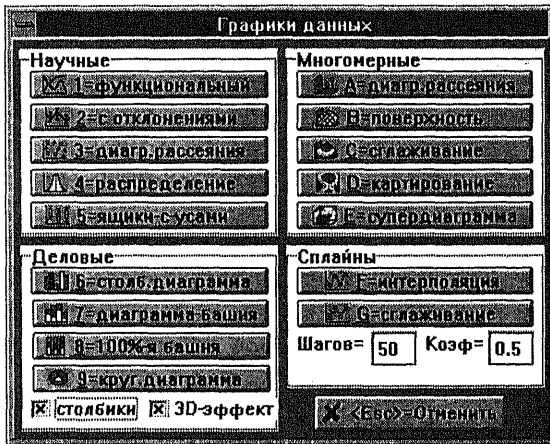 Графики данных
Научные
1=функциональный
2=с отклонениями
3=диагр.рассеяния
4=распределение
5=ящики-с-усами
Многомерные
A=диагр.рассеяния
B=поверхность
C=сглаживание
D=картирование
E=супердиаграмма
Деловые
6=столб.диаграмма
7=диаграмма-башня
8=100%-я башня
9=круг.диаграмма
столбики 3D-эффект
Сплайны
F=интерполяция
G=сглаживание
Шагов= 50 Коэф= 0.5
<Esc>=Отменить